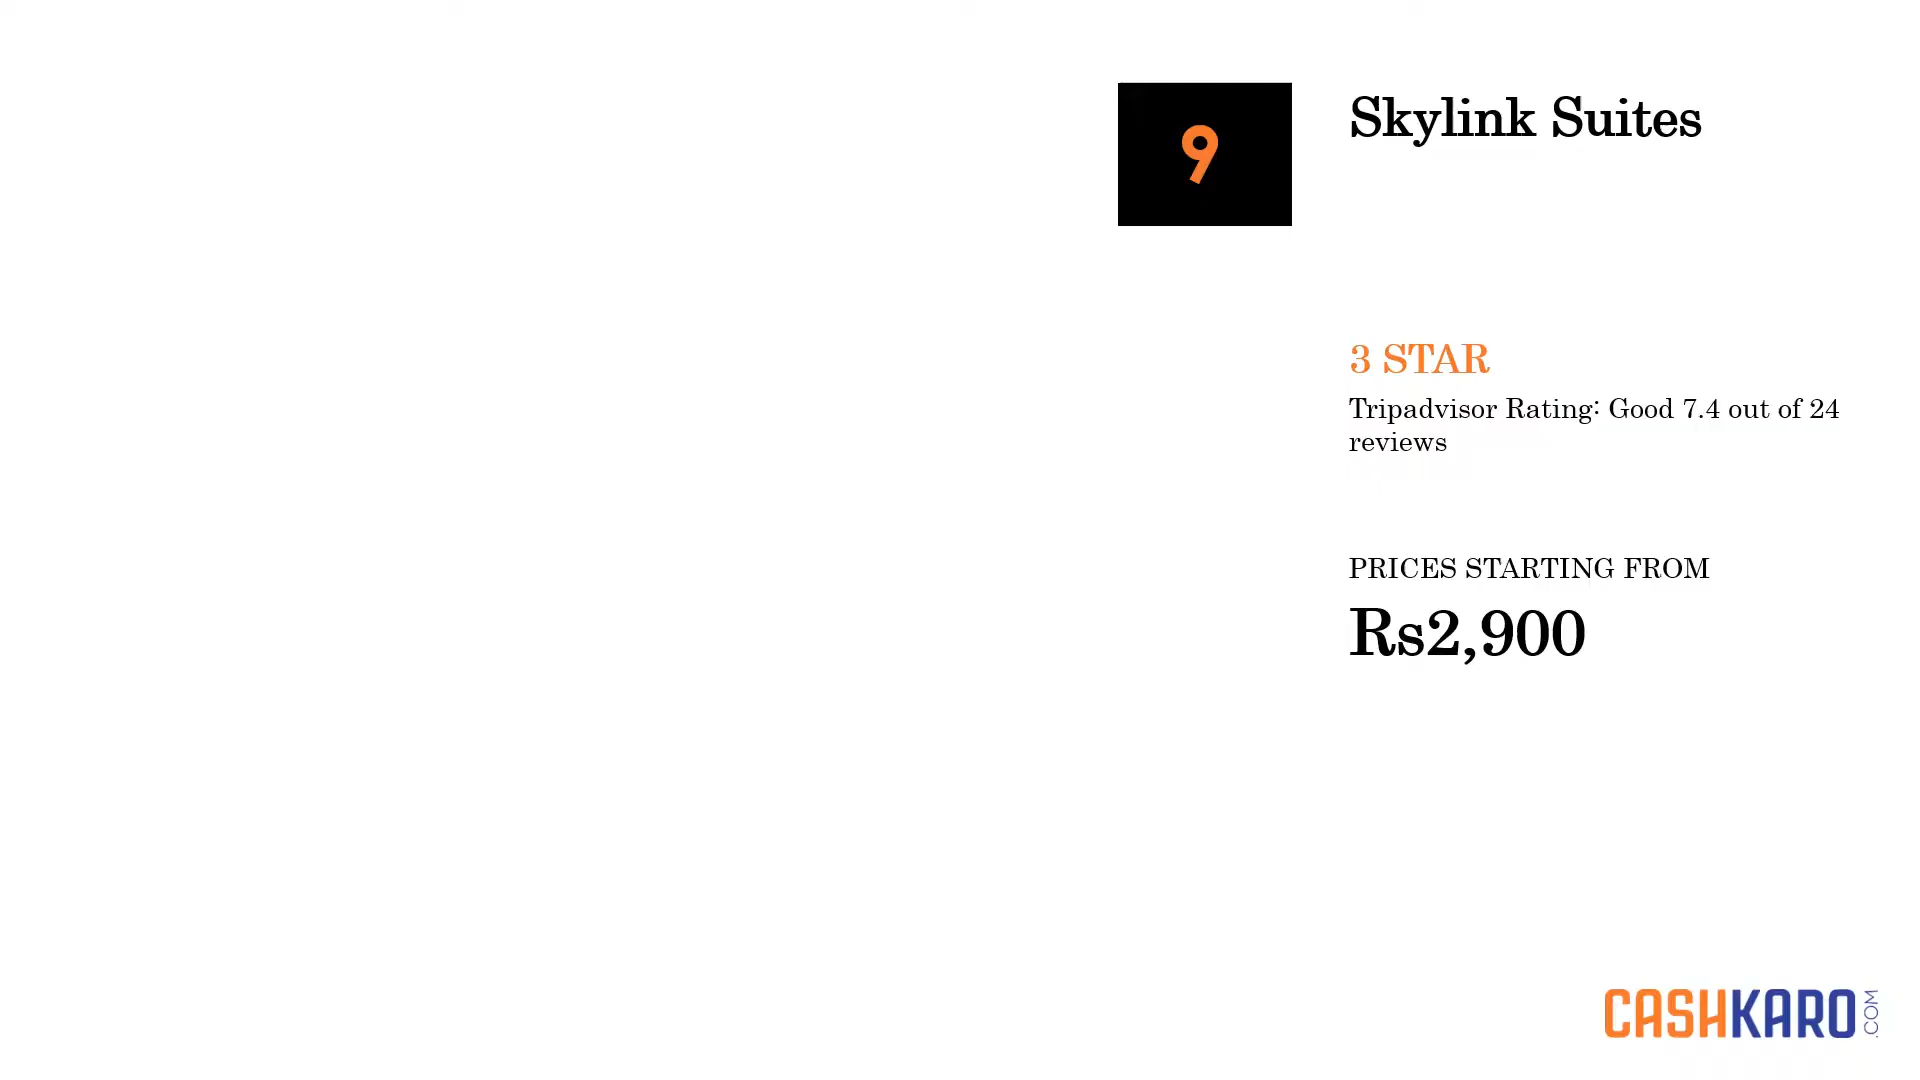 9
Skylink Suites
3 STAR
Tripadvisor Rating: Good 7.4 out of 24
reviews
PRICES STARTING FROM
Rs2,900
CASHKARO.COM